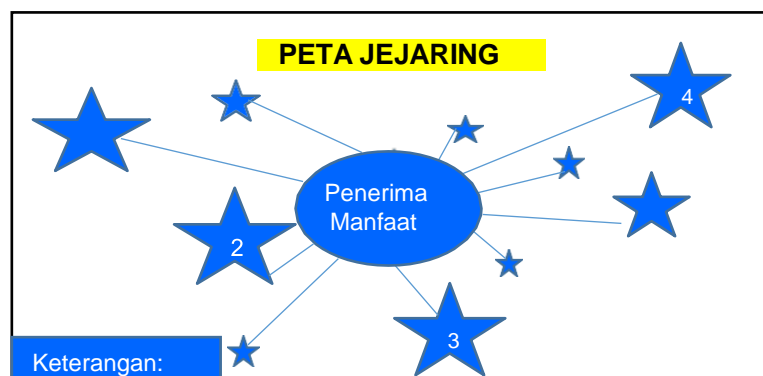 PETA JEJARING
4
Penerima
Manfaat
2
3
Keterangan: